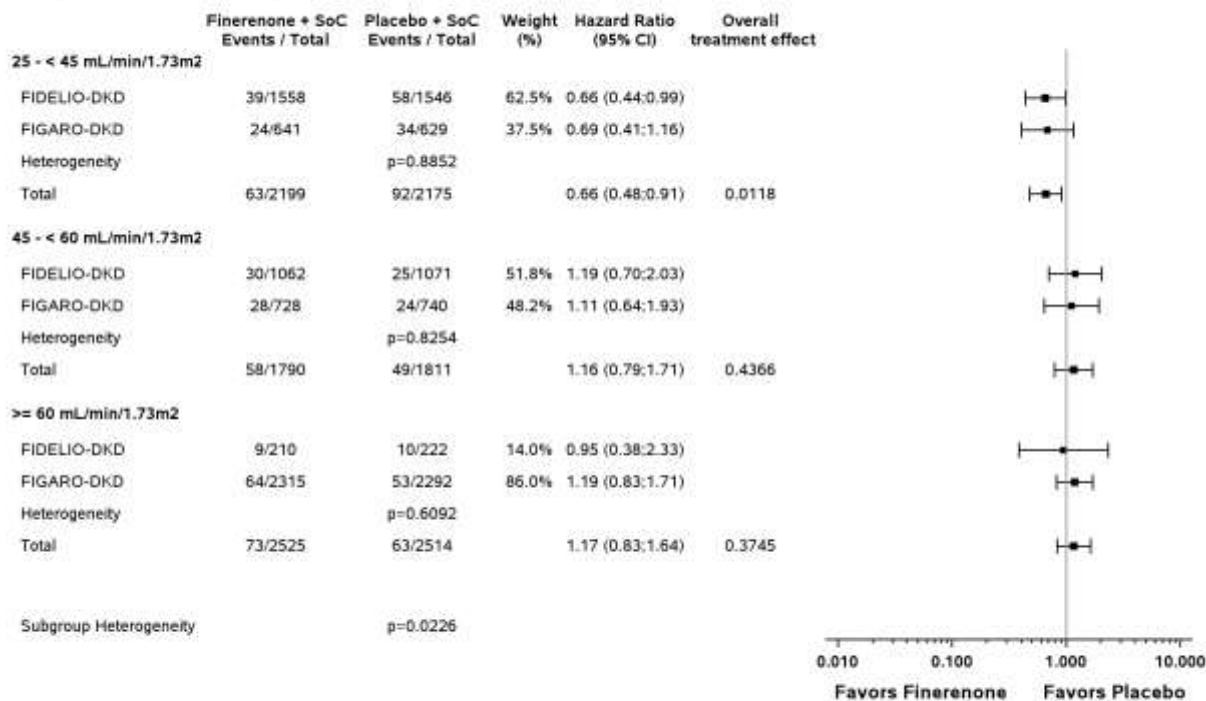 Finerenone + SoC Placebo + SoC Weight Hazard Ratio Overall
Events / Total Events / Total (%) (95% CI) treatment effect
25 - < 45 mL/min/1.73m2
FIDELIO-DKD 39/1558 58/1546 62.5% 0.66 (0.44;0.99)
FIGARO-DKD 24/641 34/629 37.5% 0.69 (0.41;1.16)
Heterogeneity p=0.8852
Total 63/2199 92/2175 0.66 (0.48;0.91) 0.0118
45 - < 60 mL/min/1.73m2
FIDELIO-DKD 30/1062 25/1071 51.8% 1.19 (0.70;2.03)
FIGARO-DKD 28/728 24/740 48.2% 1.11 (0.64;1.93)
Heterogeneity p=0.8254
Total 58/1790 49/1811 1.16 (0.79;1.71) 0.4366
>= 60 mL/min/1.73m2
FIDELIO-DKD 9/210 10/222 14.0% 0.95 (0.38;2.33)
FIGARO-DKD 64/2315 53/2292 86.0% 1.19 (0.83;1.71)
Heterogeneity p=0.6092
Total 73/2525 63/2514 1.17 (0.83;1.64) 0.3745
Subgroup Heterogeneity p=0.0226
0.010 0.100 1.000 10.000
Favors Finerenone Favors Placebo